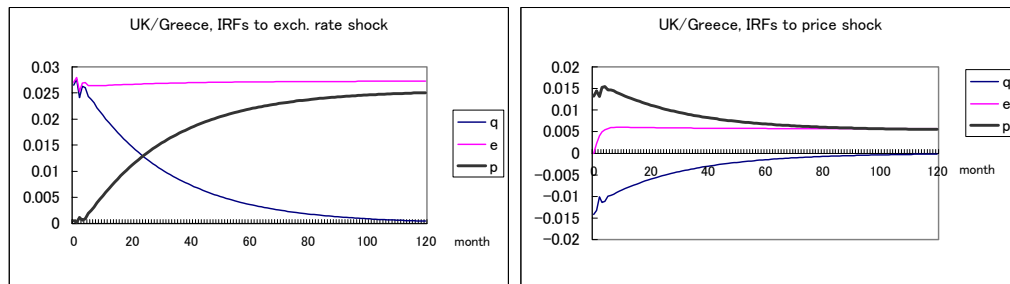 UK/Greece, IRFs to exch. rate shock
0.03
0.025
0.02
0.015
0.01
0.005
0
0 20 40 60 80 100 120 month
q
e
p
UK/Greece, IRFs to price shock
0.02
0.015
0.01
0.005
0
-0.005
-0.01
-0.015
-0.02
0 20 40 60 80 100 120 month
q
e
p